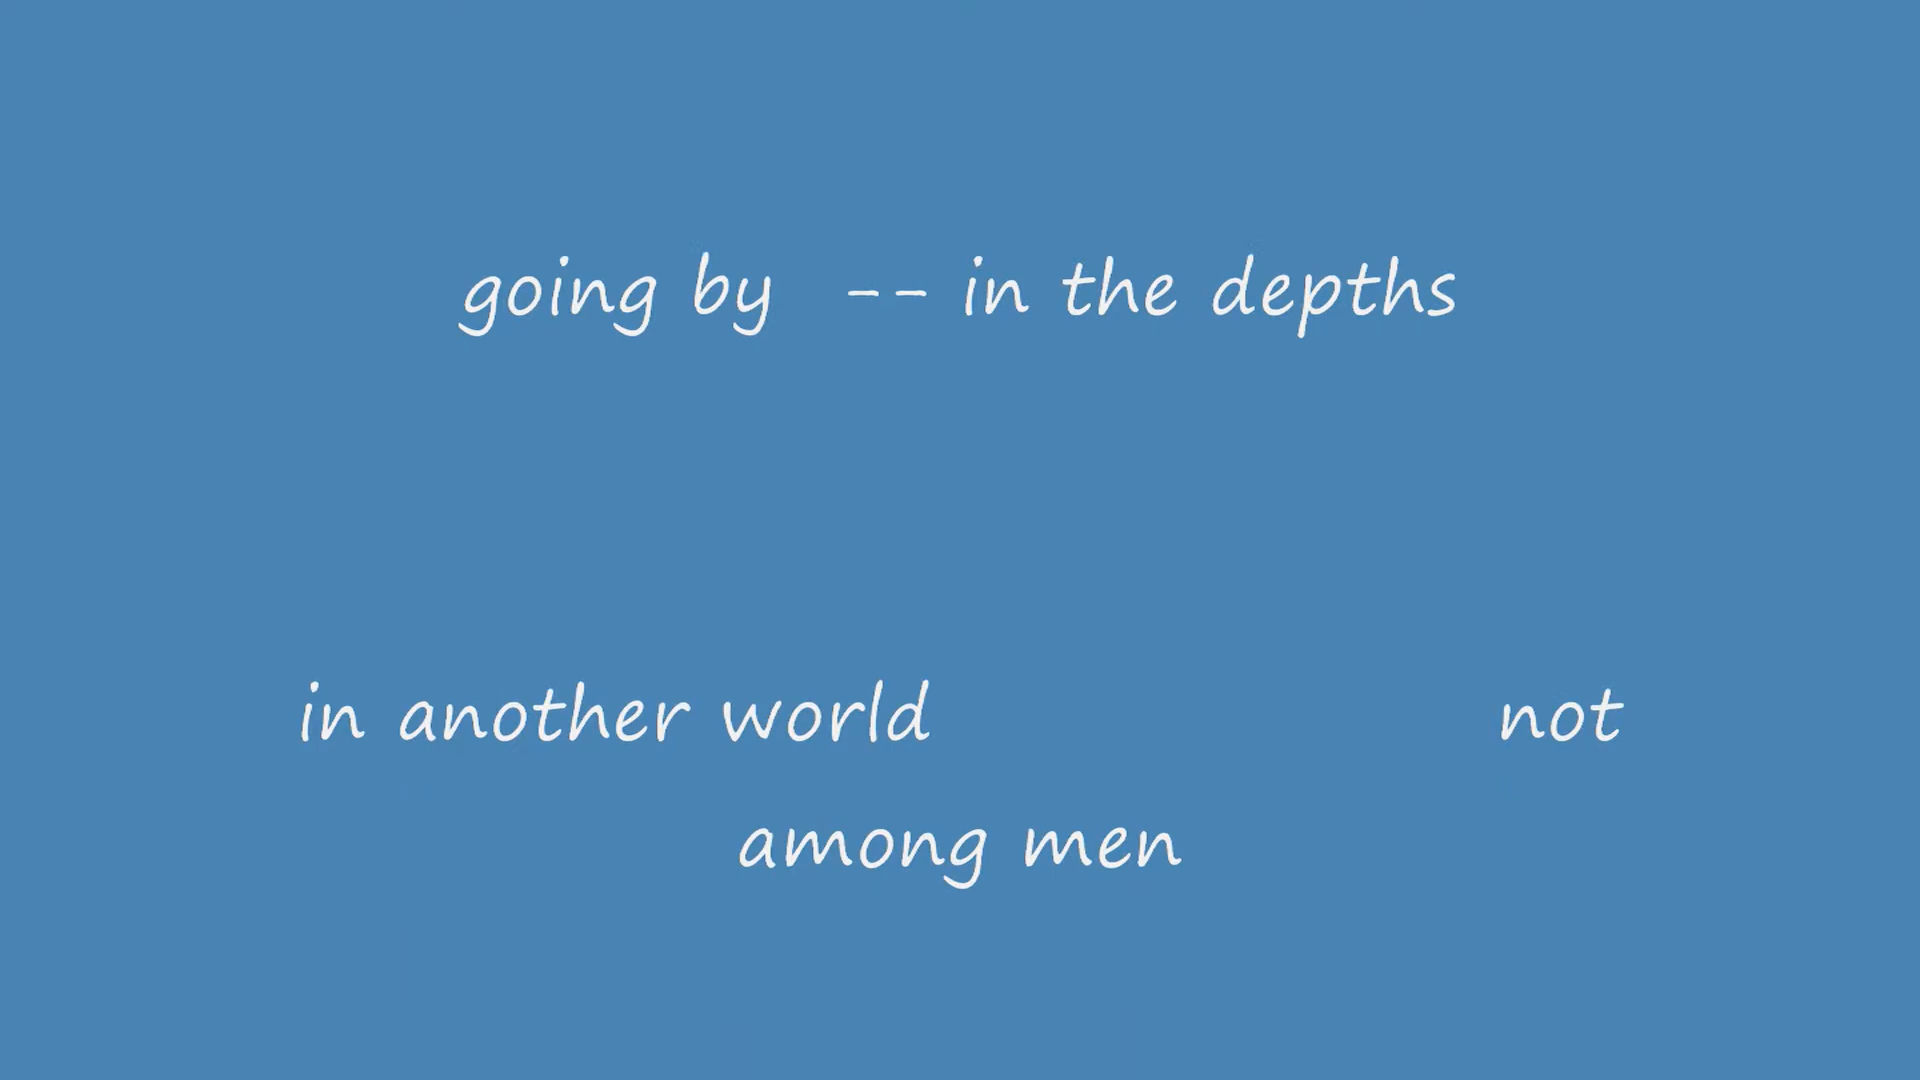 going by -- in the depths
in another world not
among men